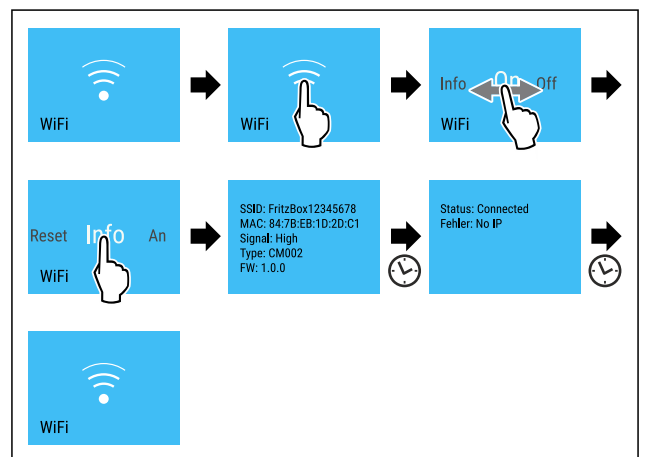 WiFi
WiFi
Info On Off
WiFi
Reset Info An
WiFi
SSID: FritzBox12345678
MAC: 84:7B:EB:1D:2D:C1
Signal: High
Type: CM002
FW: 1.0.0
Status: Connected
Fehler: No IP
WiFi